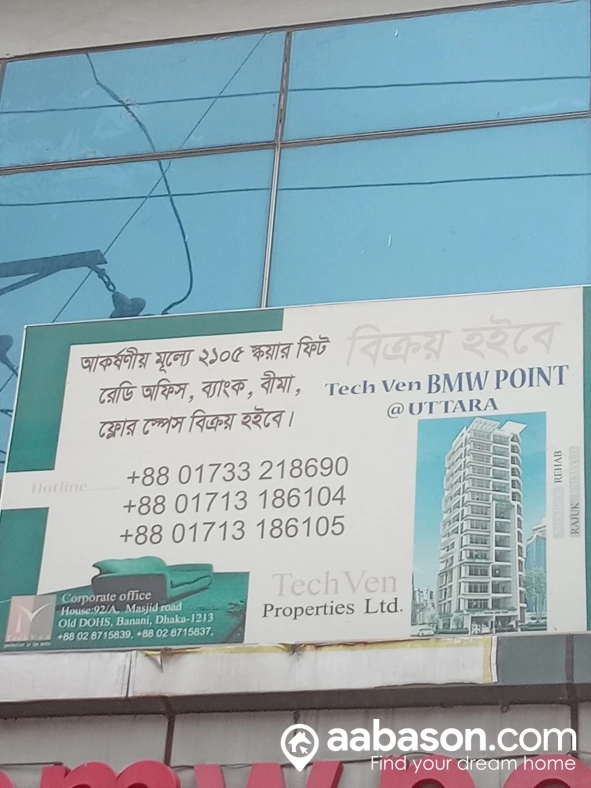 আকর্ষণীয় মূল্যে ২১০৫ স্কয়ার ফিট
রেডি অফিস, ব্যাংক, বীমা,
ফ্লোর স্পেস বিক্রয় হইবে।
বিক্রয় হইবে
Tech Ven BMW POINT
@ UTTARA
Hotline........
+88 01733 218690
+88 01713 186104
+88 01713 186105
REHAB
RAJUK
Tech Ven
Properties Ltd.
Corporate office
House:92/A, Masjid road
Old DOHS, Banani, Dhaka-1213
+88 02 8715839, +88 02 8715837,
aabason.com
Find your dream home